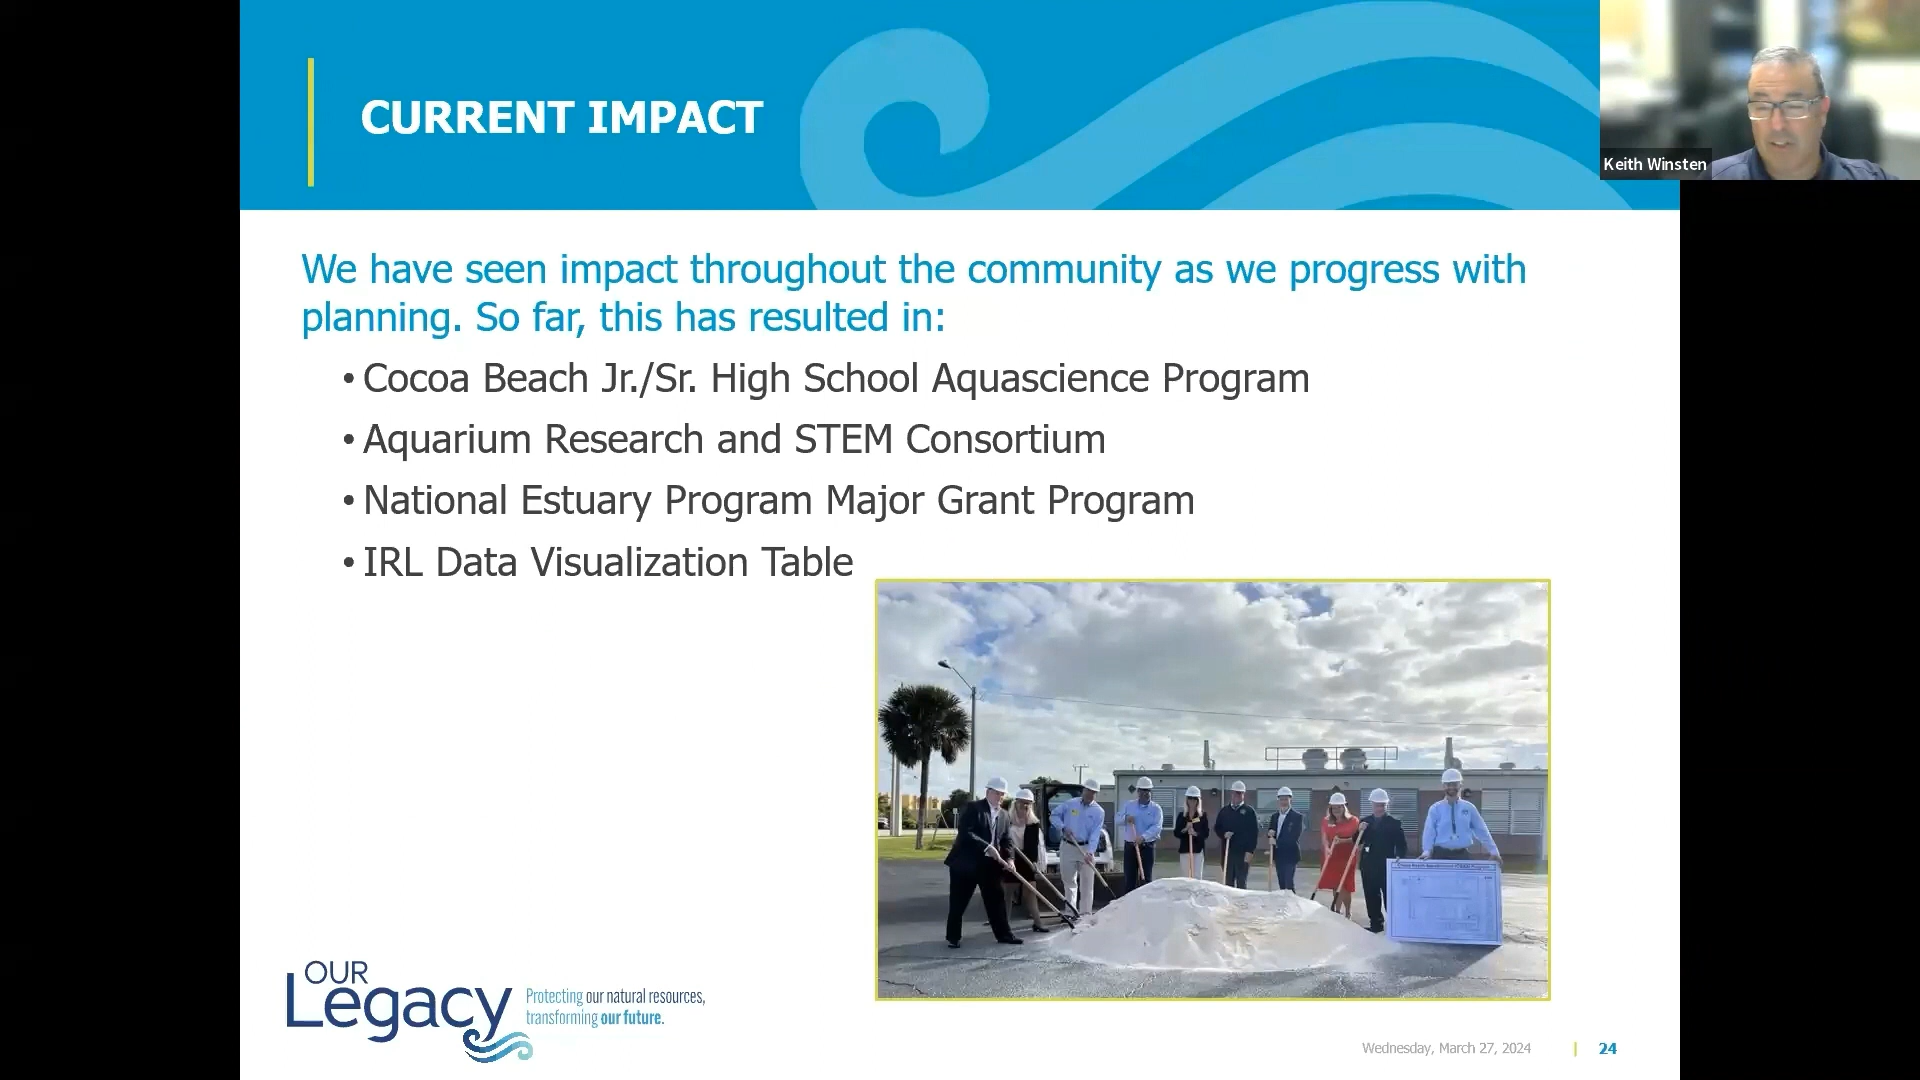 CURRENT IMPACT
Keith Winsten
We have seen impact throughout the community as we progress with
planning. So far, this has resulted in:
• Cocoa Beach Jr./Sr. High School Aquascience Program
• Aquarium Research and STEM Consortium
• National Estuary Program Major Grant Program
• IRL Data Visualization Table
OUR
Legacy
Protecting our natural resources,
transforming our future.
Wednesday, March 27, 2024 | 24